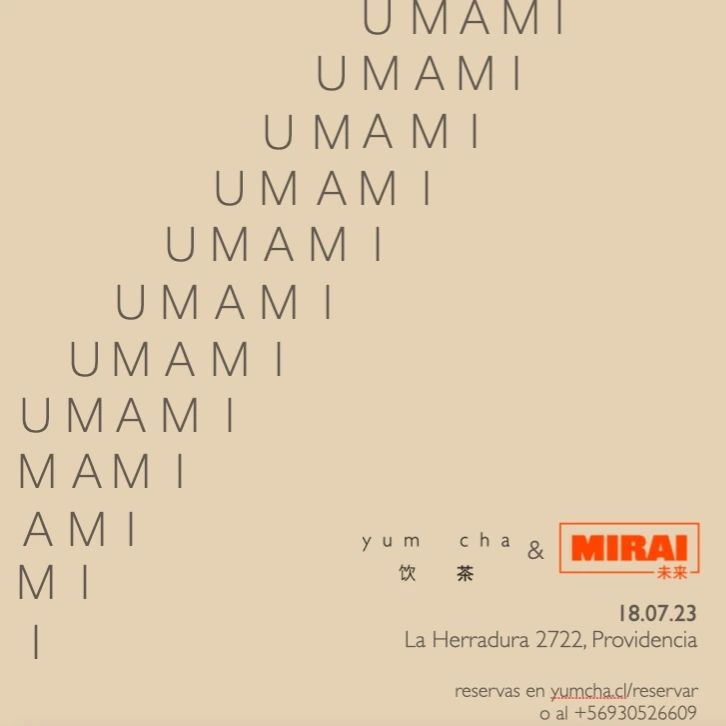 UMAMI
UMAMI
UMAMI
UMAMI
UMAMI
UMAMI
UMAMI
UMAMI
MAMI
AMI
MI
I
yum cha & MIRAI
饮 茶 未来
18.07.23
La Herradura 2722, Providencia
reservas en yumcha.cl/reservar
o al +56930526609